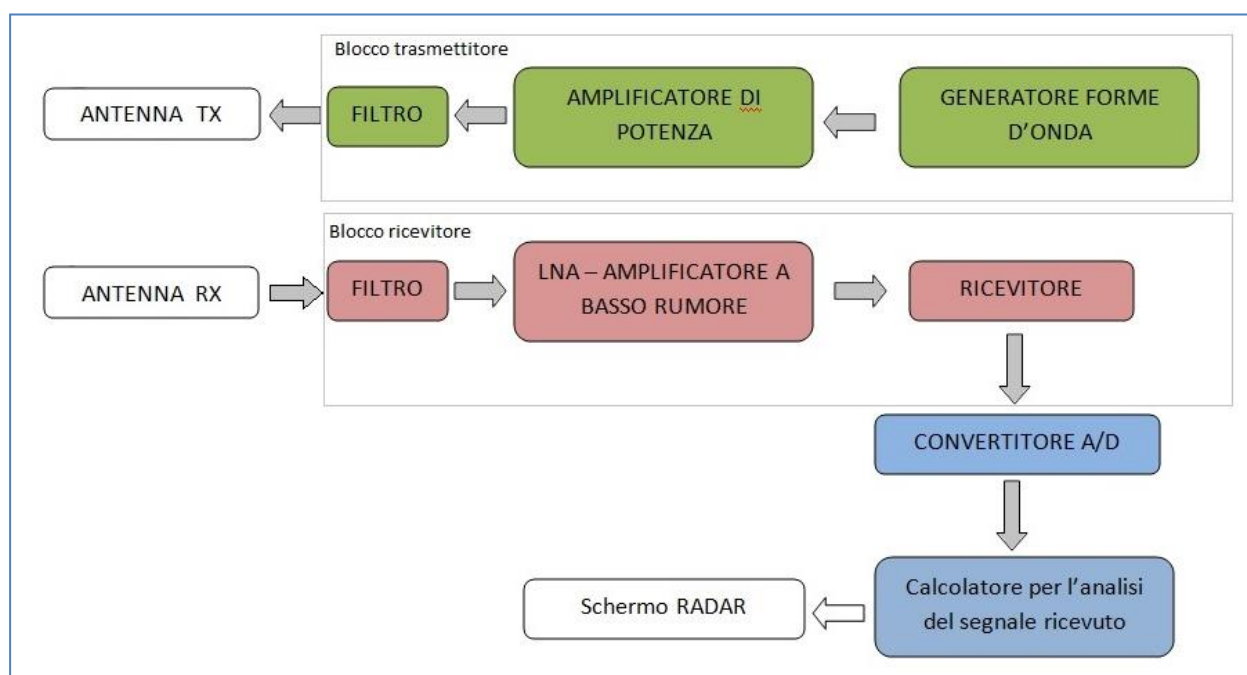 Blocco trasmettitore
ANTENNA TX
FILTRO
AMPLIFICATORE DI
POTENZA
GENERATORE FORME
D'ONDA
Blocco ricevitore
ANTENNA RX
FILTRO
LNA – AMPLIFICATORE A
BASSO RUMORE
RICEVITORE
CONVERTITORE A/D
Calcolatore per l'analisi
del segnale ricevuto
Schermo RADAR